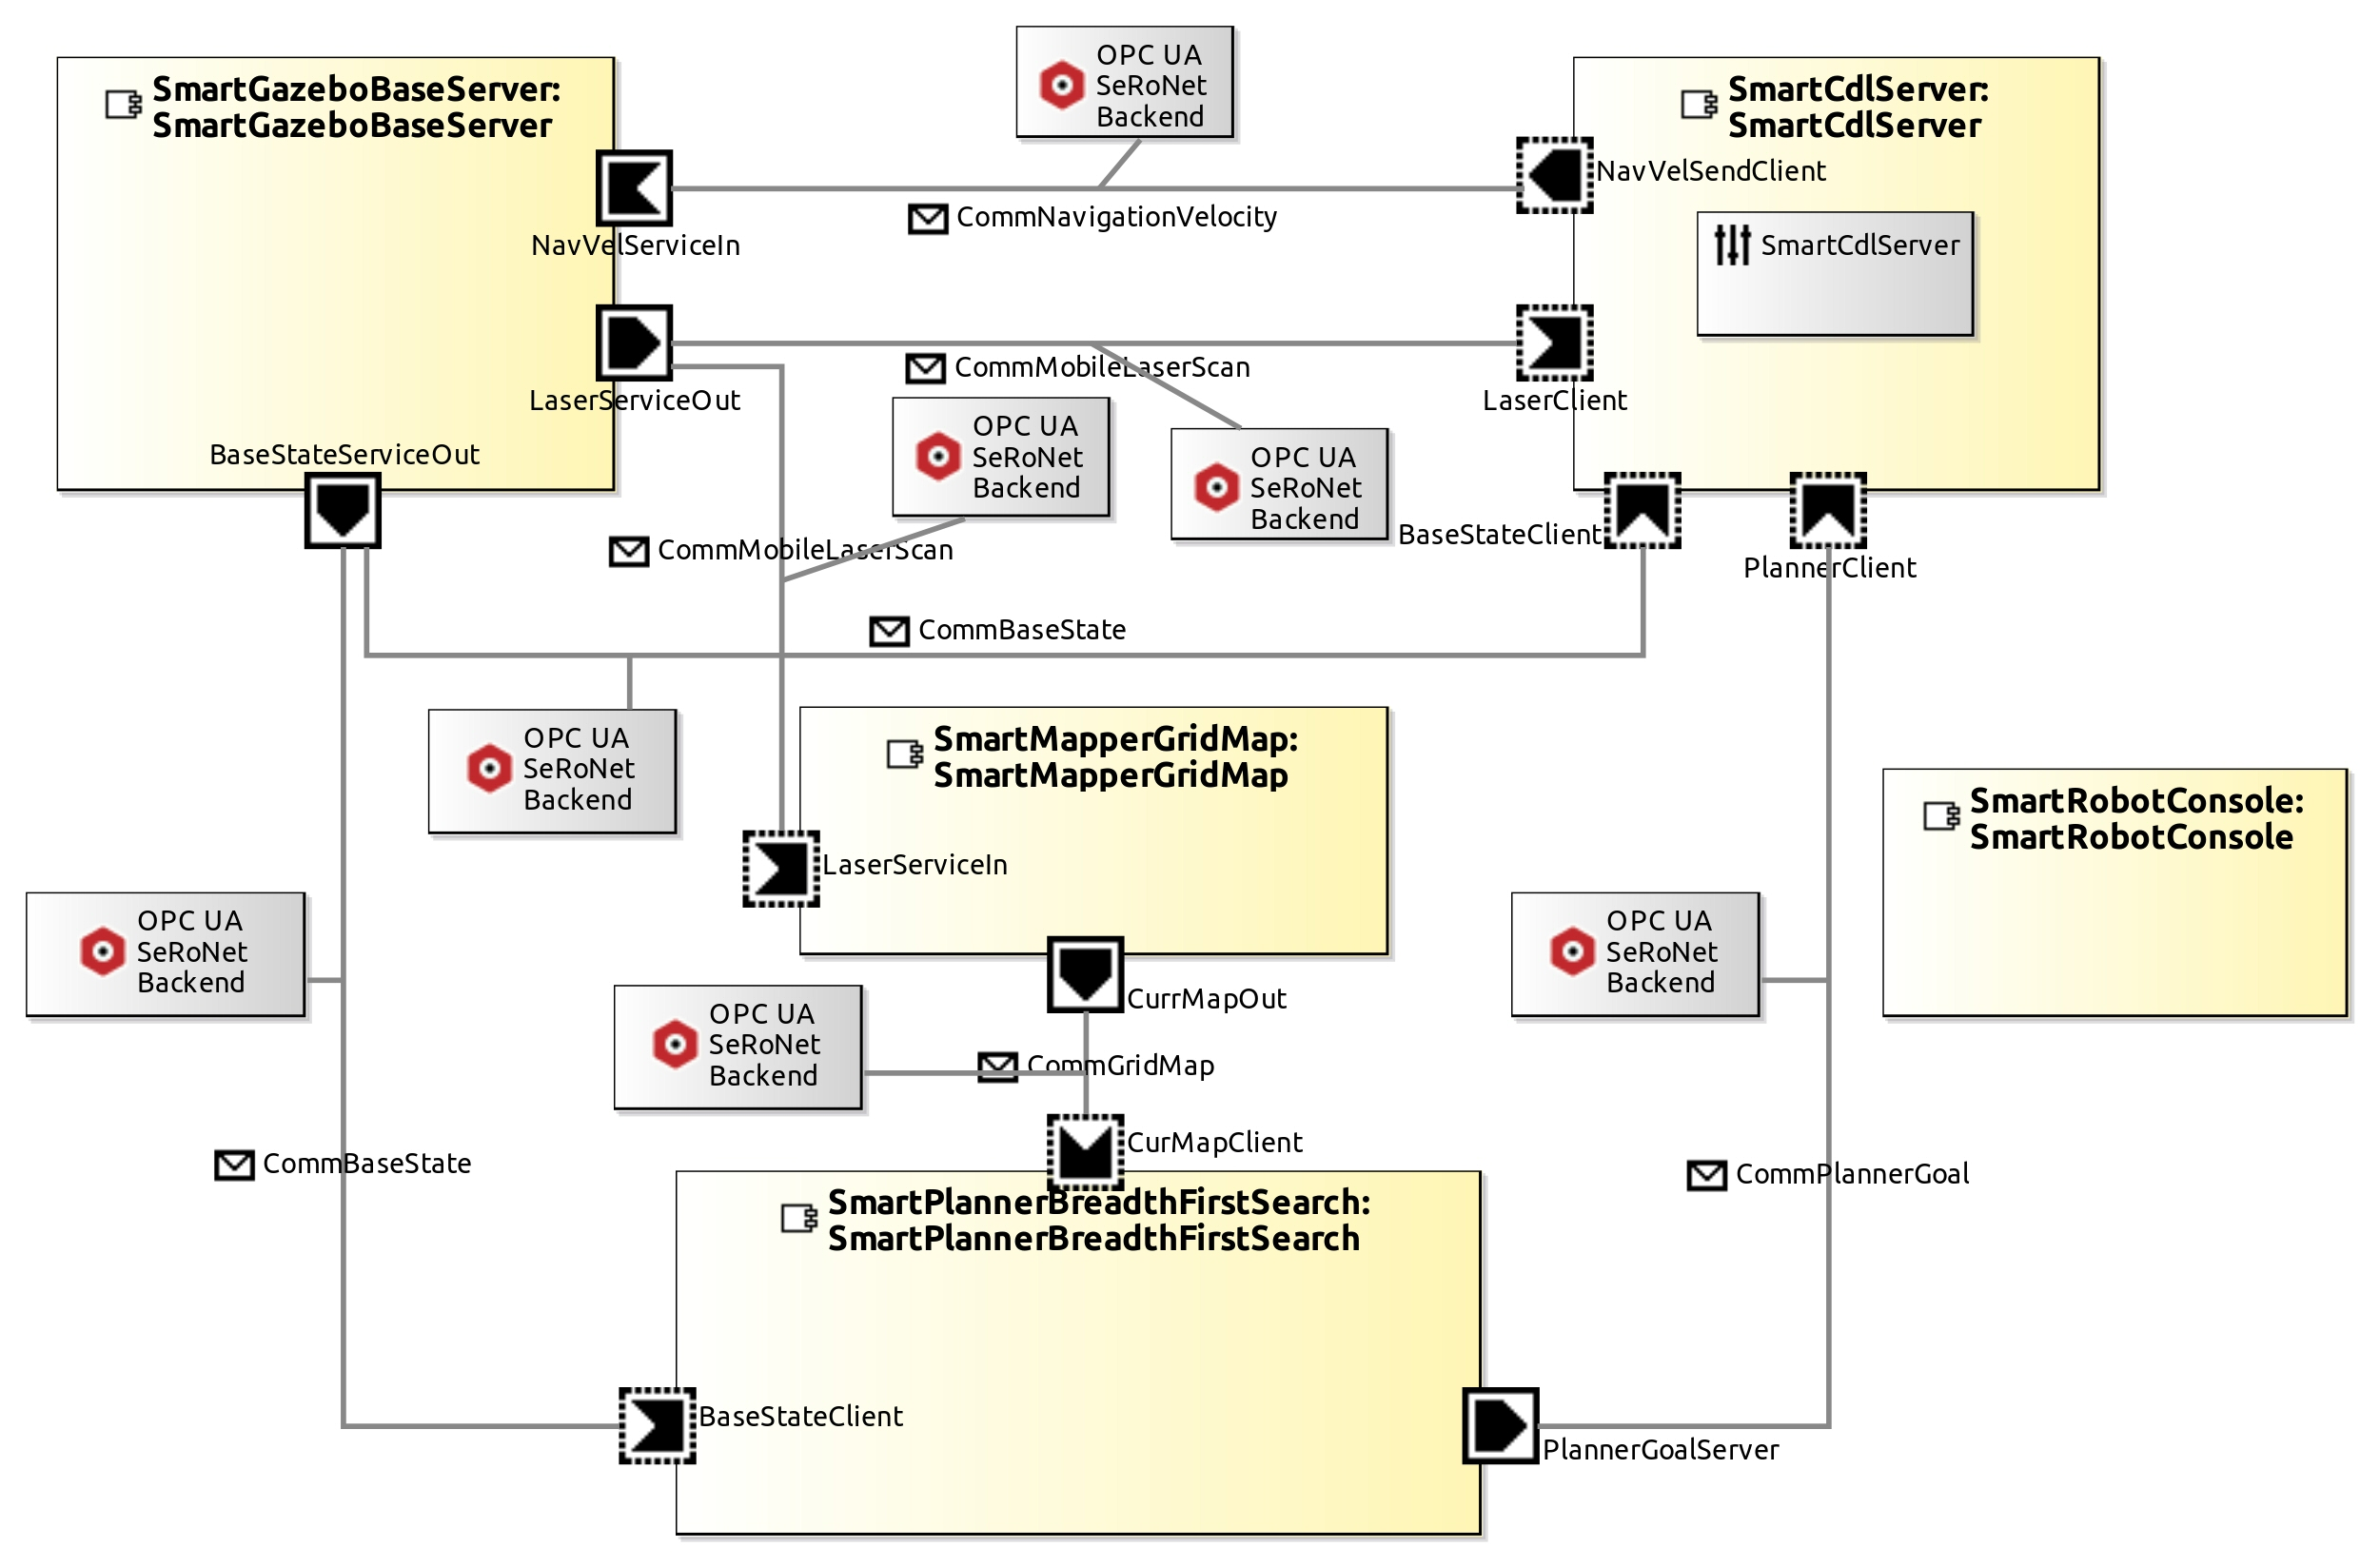 OPC UA
SeRoNet
Backend
SmartGazeboBaseServer:
SmartGazeboBaseServer
SmartCdlServer:
SmartCdlServer
NavVelSendClient
CommNavigationVelocity
NavVelServiceIn
SmartCdlServer
CommMobileLaserScan
LaserServiceOut
LaserClient
OPC UA
SeRoNet
Backend
OPC UA
SeRoNet
Backend
BaseStateServiceOut
BaseStateClient
CommMobileLaserScan
PlannerClient
CommBaseState
OPC UA
SeRoNet
Backend
SmartMapperGridMap:
SmartMapperGridMap
SmartRobotConsole:
SmartRobotConsole
LaserServiceIn
OPC UA
SeRoNet
Backend
OPC UA
SeRoNet
Backend
CurrMapOut
OPC UA
SeRoNet
Backend
CommGridMap
CurMapClient
CommBaseState
CommPlannerGoal
SmartPlannerBreadthFirstSearch:
SmartPlannerBreadthFirstSearch
BaseStateClient
PlannerGoalServer